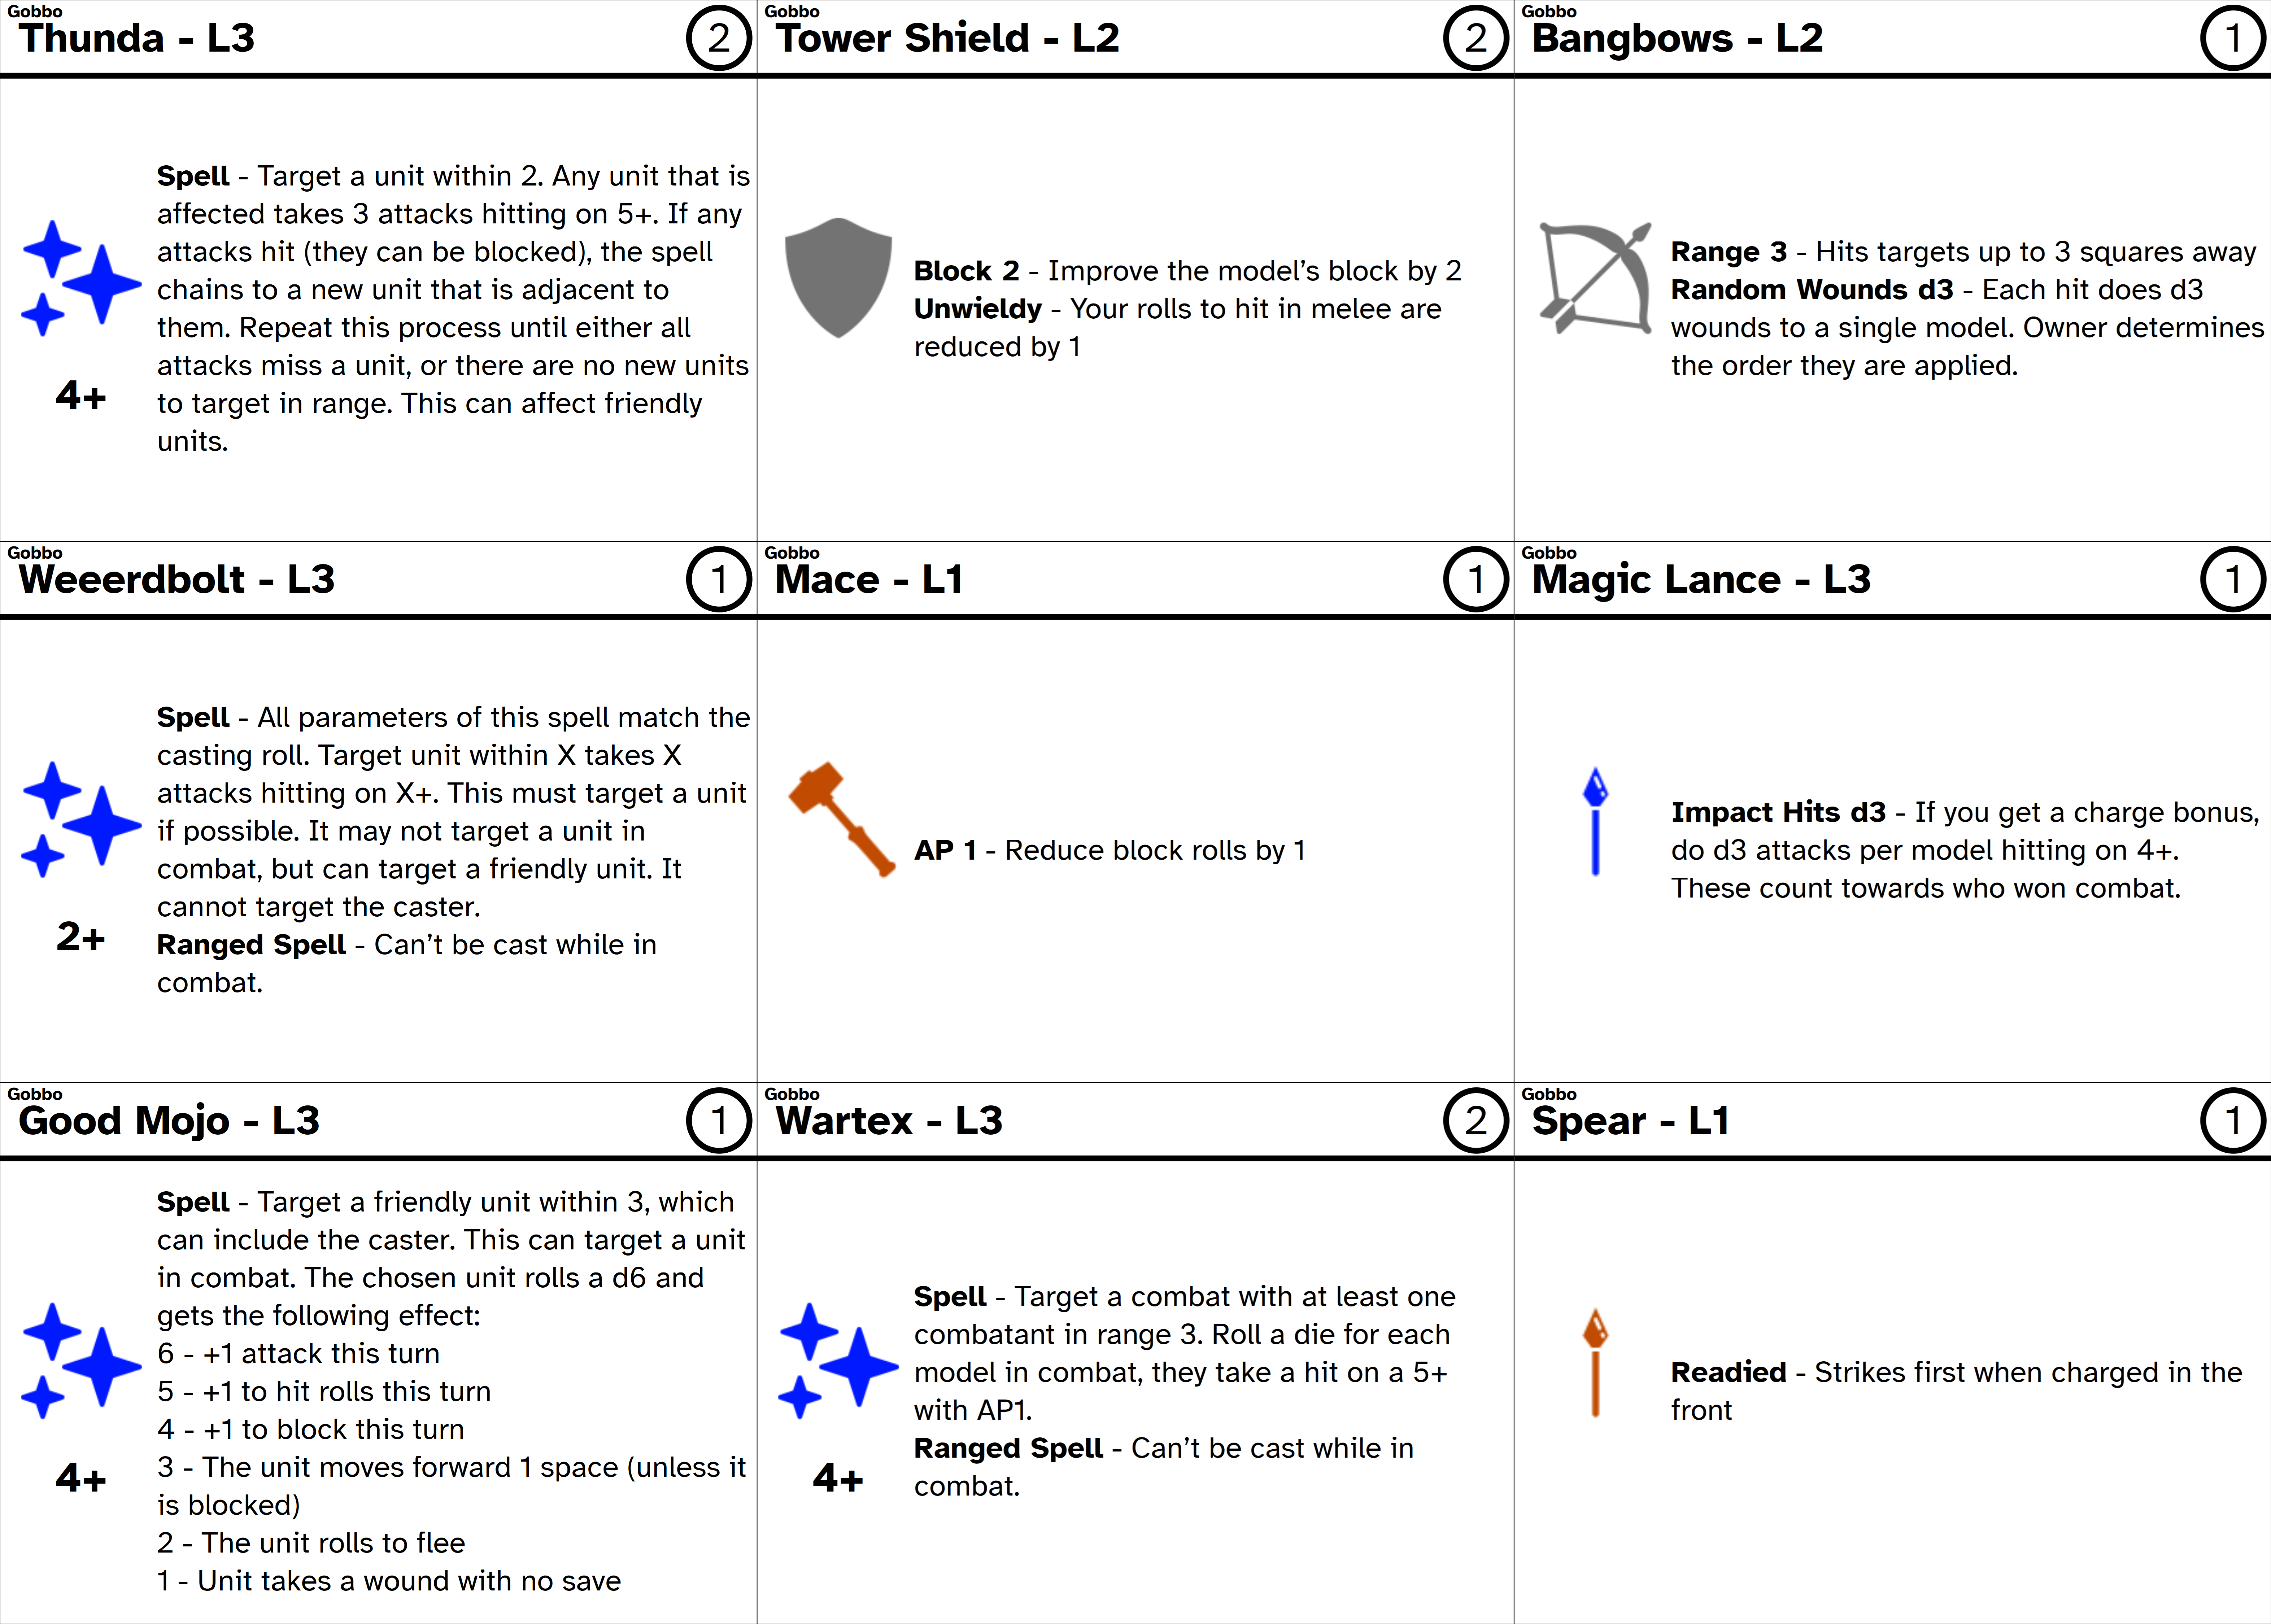 Gobbo
Thunda - L3
2
Spell - Target a unit within 2. Any unit that is
affected takes 3 attacks hitting on 5+. If any
attacks hit (they can be blocked), the spell
chains to a new unit that is adjacent to
them. Repeat this process until either all
attacks miss a unit, or there are no new units
to target in range. This can affect friendly
units.
4+
Gobbo
Tower Shield - L2
2
Block 2 - Improve the model’s block by 2
Unwieldy - Your rolls to hit in melee are
reduced by 1
Gobbo
Bangbows - L2
1
Range 3 - Hits targets up to 3 squares away
Random Wounds d3 - Each hit does d3
wounds to a single model. Owner determines
the order they are applied.
Gobbo
Weeerdbolt - L3
1
Spell - All parameters of this spell match the
casting roll. Target unit within X takes X
attacks hitting on X+. This must target a unit
if possible. It may not target a unit in
combat, but can target a friendly unit. It
cannot target the caster.
Ranged Spell - Can’t be cast while in
combat.
2+
Gobbo
Mace - L1
1
AP 1 - Reduce block rolls by 1
Gobbo
Magic Lance - L3
1
Impact Hits d3 - If you get a charge bonus,
do d3 attacks per model hitting on 4+.
These count towards who won combat.
Gobbo
Good Mojo - L3
1
Spell - Target a friendly unit within 3, which
can include the caster. This can target a unit
in combat. The chosen unit rolls a d6 and
gets the following effect:
6 - +1 attack this turn
5 - +1 to hit rolls this turn
4 - +1 to block this turn
3 - The unit moves forward 1 space (unless it
is blocked)
2 - The unit rolls to flee
1 - Unit takes a wound with no save
4+
Gobbo
Wartex - L3
2
Spell - Target a combat with at least one
combatant in range 3. Roll a die for each
model in combat, they take a hit on a 5+
with AP1.
Ranged Spell - Can’t be cast while in
combat.
4+
Gobbo
Spear - L1
1
Readied - Strikes first when charged in the
front